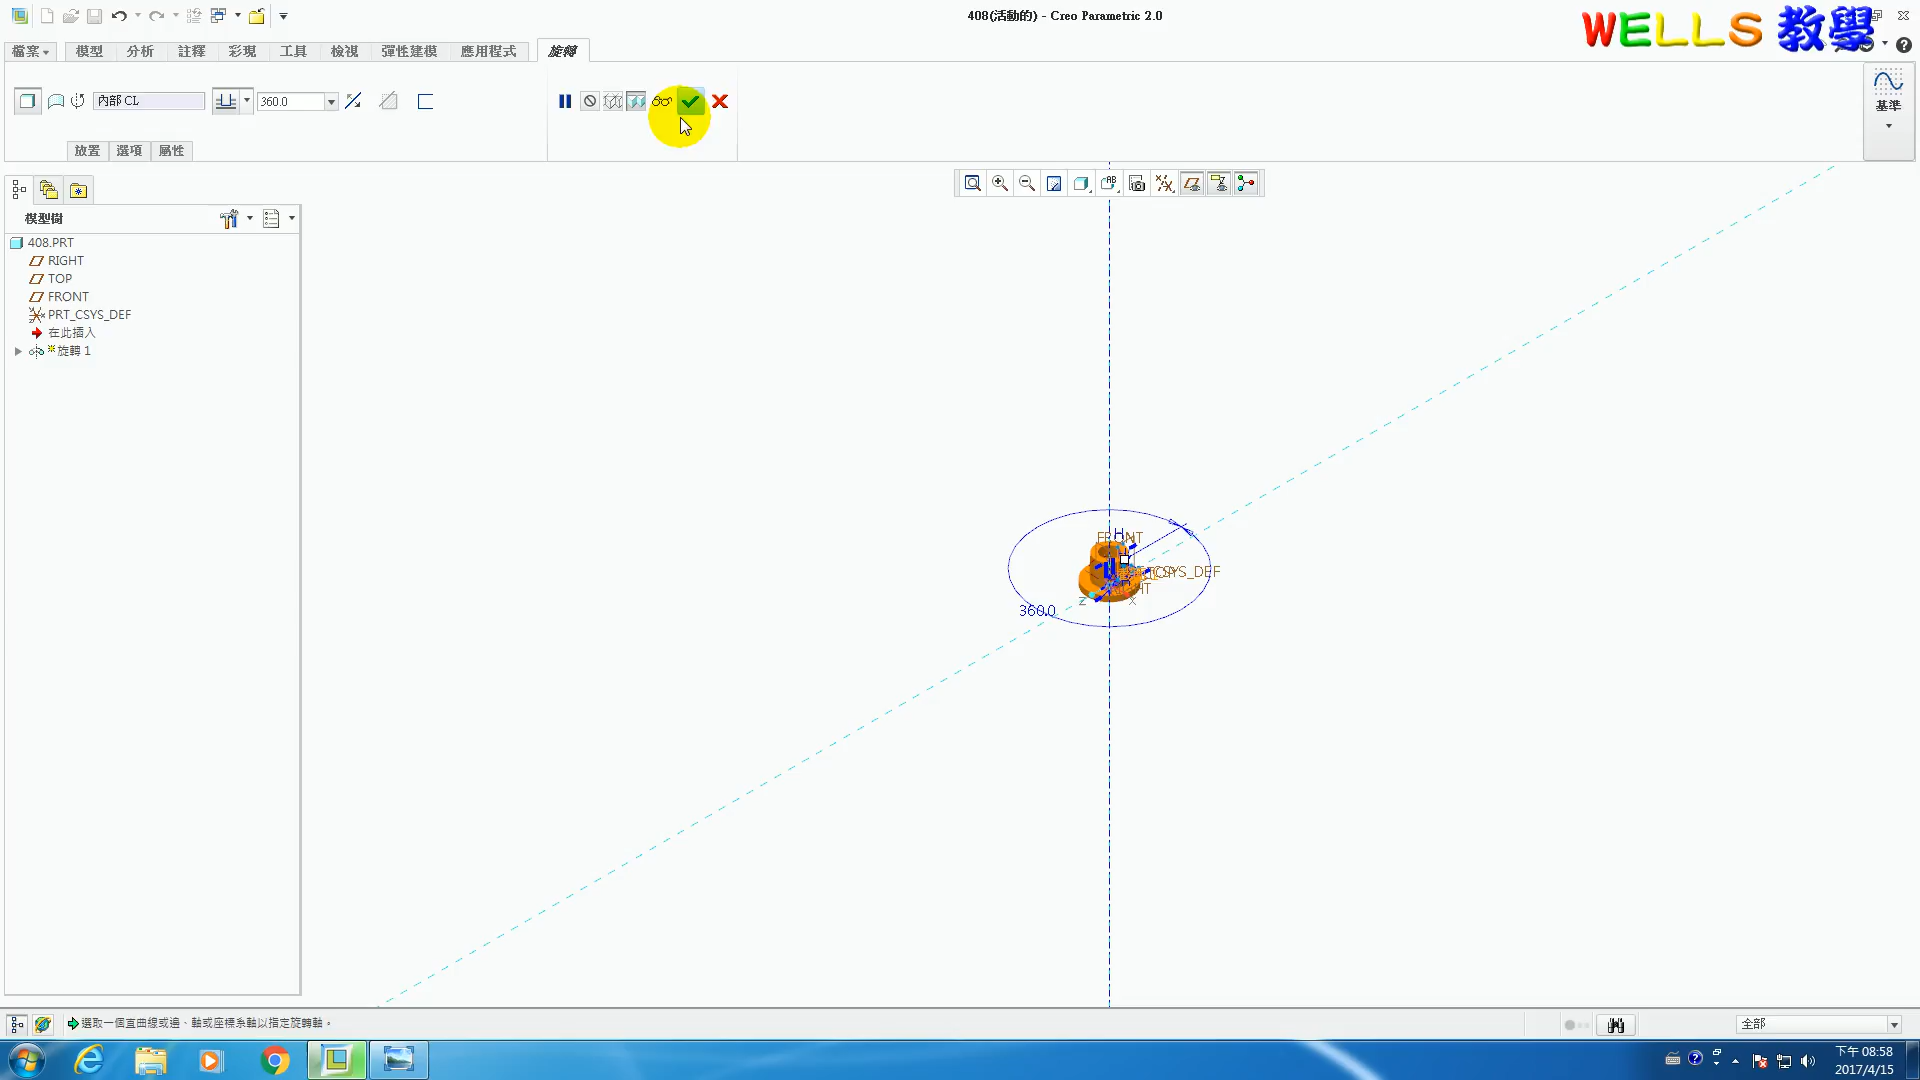 408(活動的) - Creo Parametric 2.0
WELLS 教學
檔案 模型 分析 註釋 彩現 工具 檢視 彈性建模 應用程式 旋轉
內部 CL 360.0
基準
放置 選項 屬性
模型樹
408.PRT
RIGHT
TOP
FRONT
PRT_CSYS_DEF
在此插入
旋轉 1
FRONT
360.0
Z
X
選取一個直曲線或邊、軸或座標系軸以指定旋轉軸。
全部
下午 08:58
2017/4/15